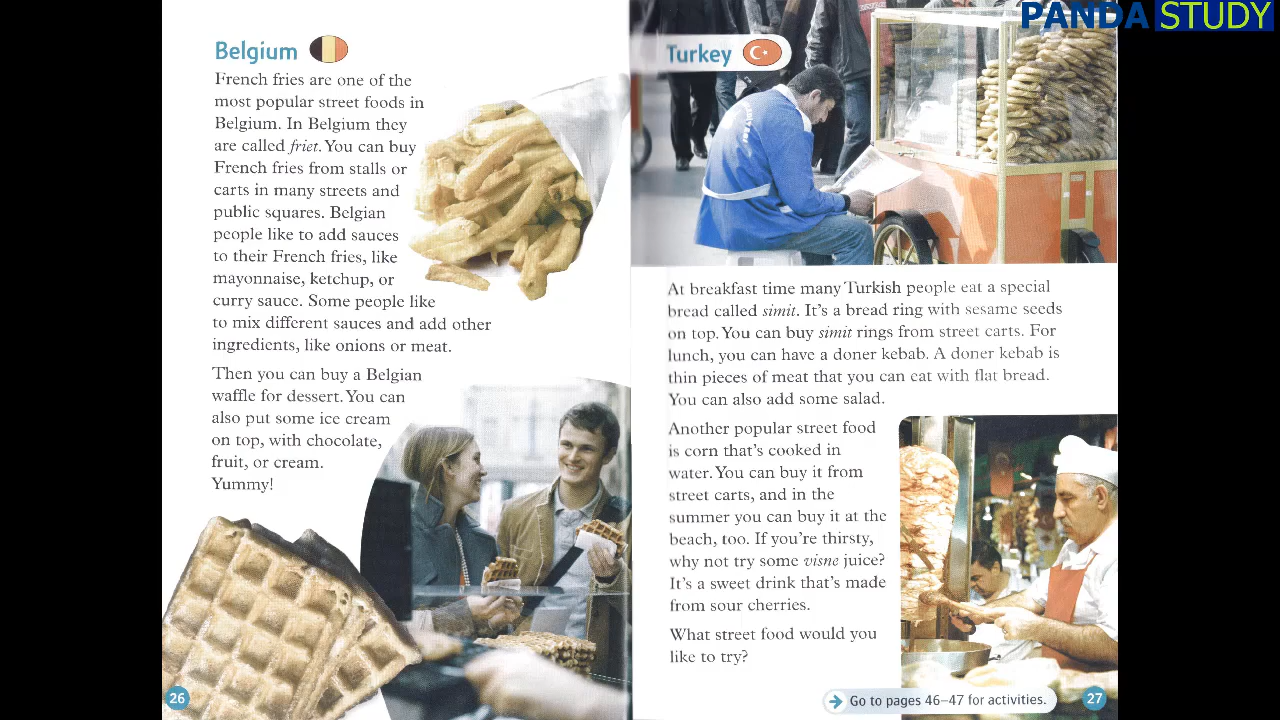 PANDA STUDY
Belgium
French fries are one of the
most popular street foods in
Belgium. In Belgium they
are called friet. You can buy
French fries from stalls or
carts in many streets and
public squares. Belgian
people like to add sauces
to their French fries, like
mayonnaise, ketchup, or
curry sauce. Some people like
to mix different sauces and add other
ingredients, like onions or meat.
Then you can buy a Belgian
waffle for dessert. You can
also put some ice cream
on top, with chocolate,
fruit, or cream.
Yummy!
26
Turkey
At breakfast time many Turkish people eat a special
bread called simit. It's a bread ring with sesame seeds
on top. You can buy simit rings from street carts. For
lunch, you can have a doner kebab. A doner kebab is
thin pieces of meat that you can eat with flat bread.
You can also add some salad.
Another popular street food
is corn that's cooked in
water. You can buy it from
street carts, and in the
summer you can buy it at the
beach, too. If you're thirsty,
why not try some visne juice?
It's a sweet drink that's made
from sour cherries.
What street food would you
like to try?
Go to pages 46–47 for activities.
27